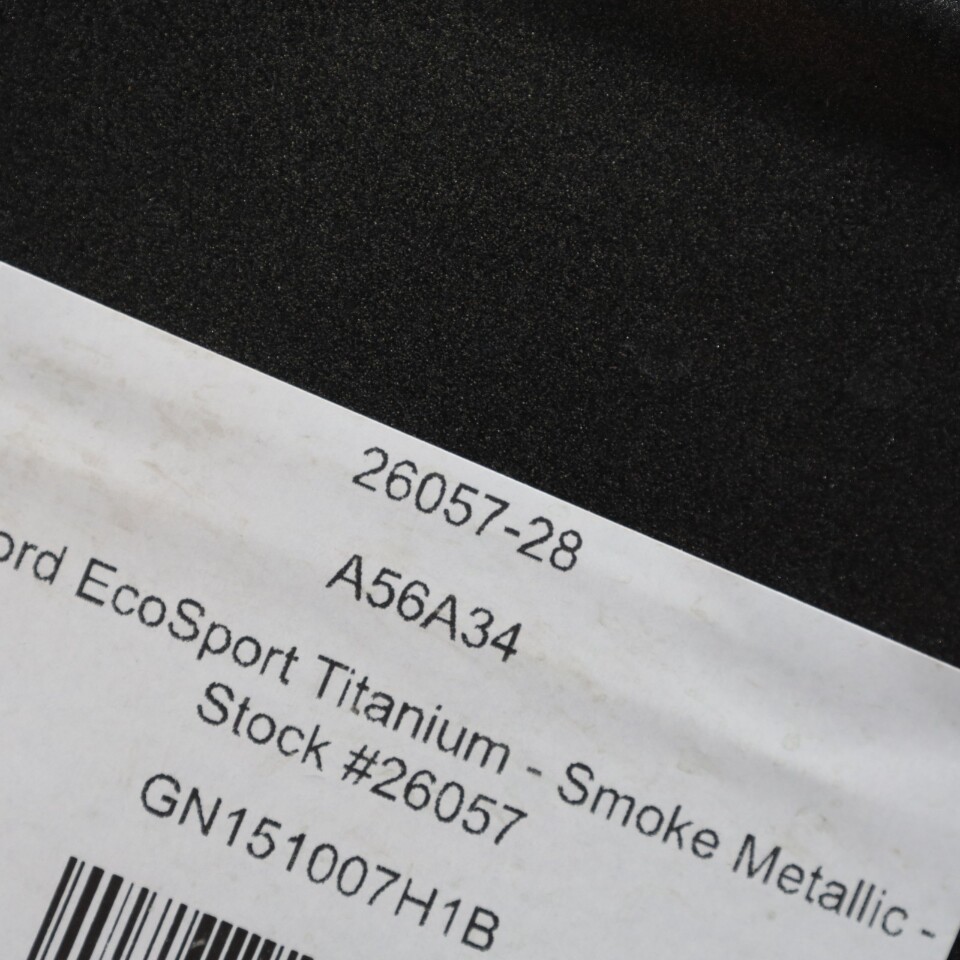 26057-28
A56A34
ord EcoSport Titanium - Smoke Metallic -
Stock #26057
GN151007H1B